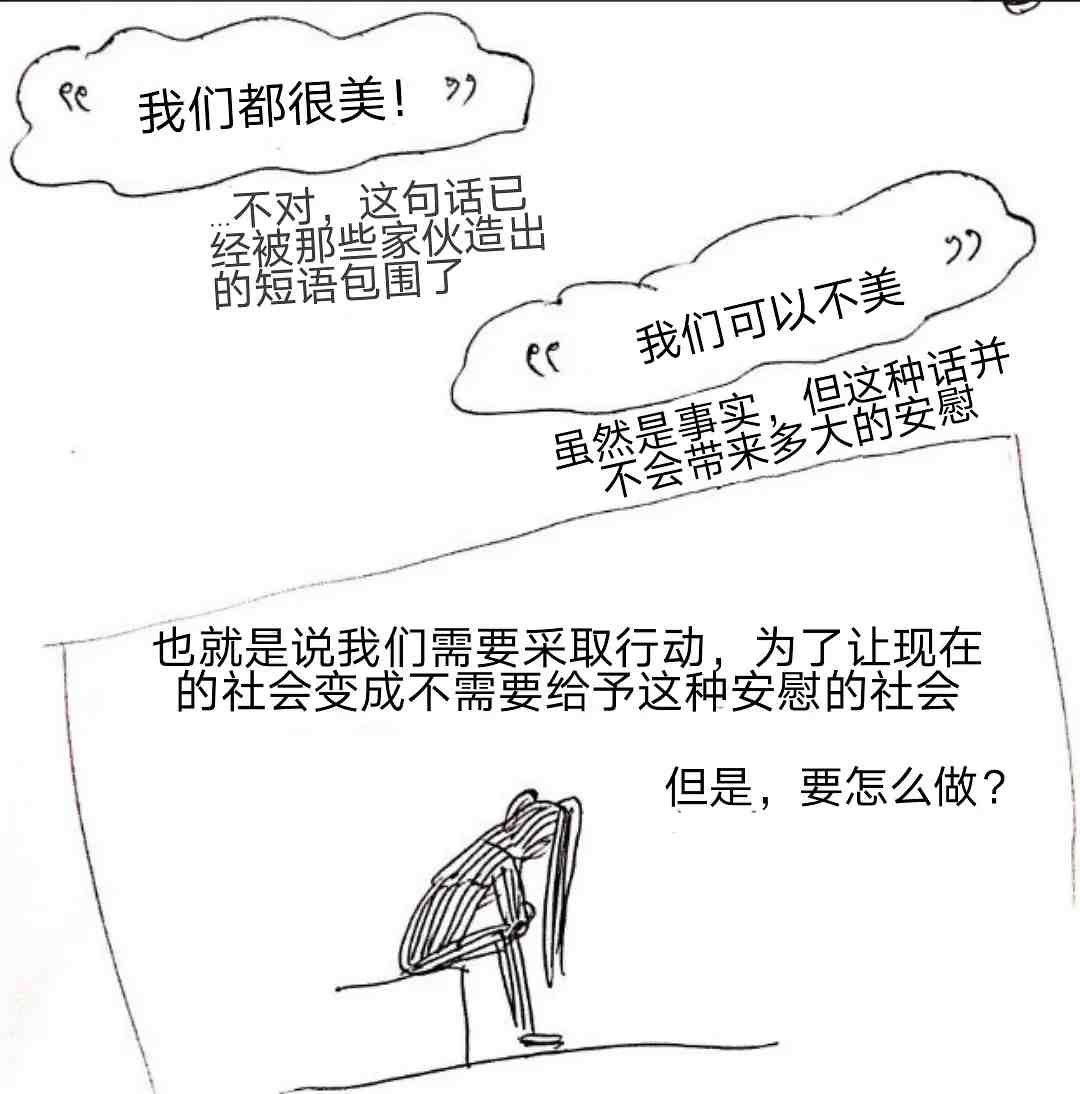 “我们都很美！”
...不对，这句话已
经被那些家伙造出
的短语包围了
“我们可以不美”
虽然是事实，但这种话并
不会带来多大的安慰
也就是说我们需要采取行动，为了让现在
的社会变成不需要给予这种安慰的社会
但是，要怎么做？